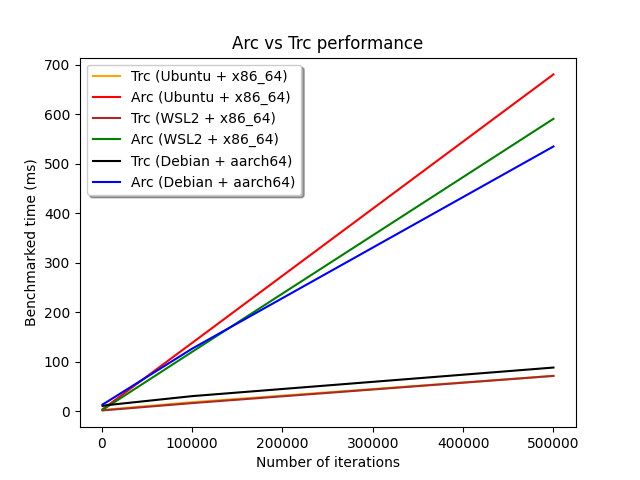 Arc vs Trc performance
Trc (Ubuntu + x86_64)
Arc (Ubuntu + x86_64)
Trc (WSL2 + x86_64)
Arc (WSL2 + x86_64)
Trc (Debian + aarch64)
Arc (Debian + aarch64)
Benchmarked time (ms)
700
600
500
400
300
200
100
0
0 100000 200000 300000 400000 500000
Number of iterations